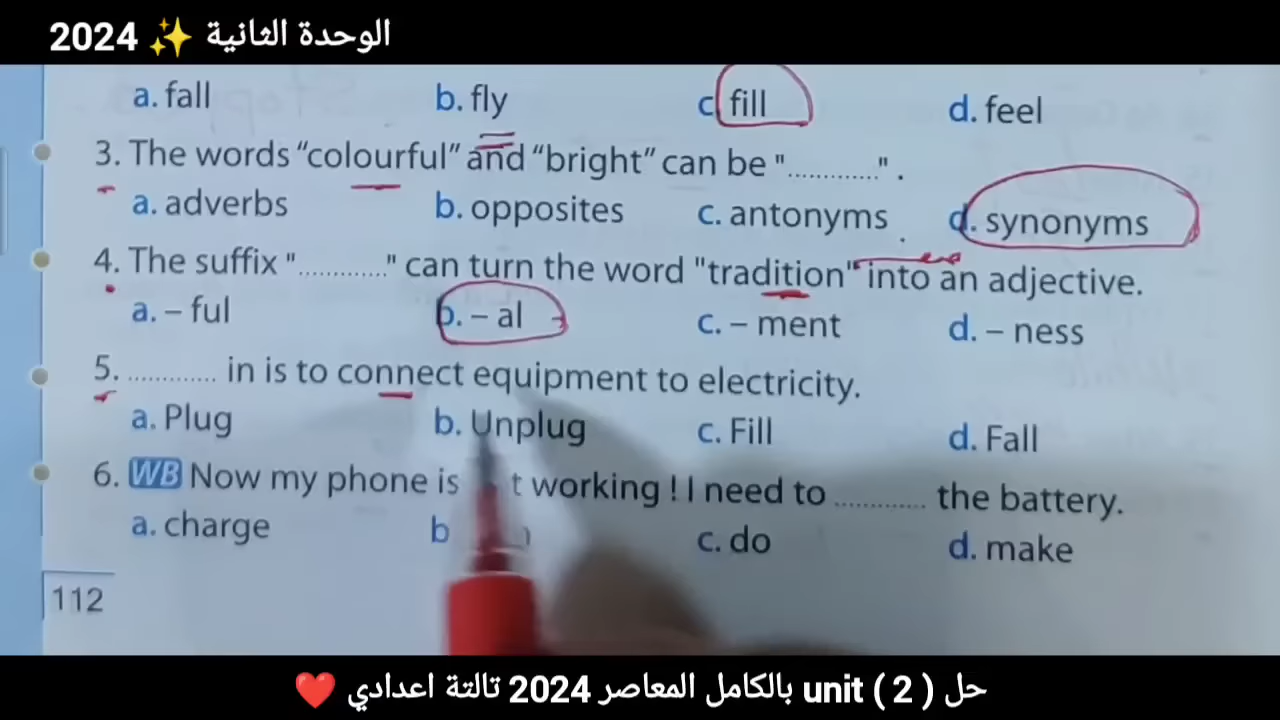 الوحدة الثانية ✨ 2024
a. fall b. fly c. fill d. feel
3. The words “colourful” and “bright” can be "............." .
a. adverbs b. opposites c. antonyms d. synonyms
4. The suffix "............." can turn the word "tradition" into an adjective.
a. – ful b. – al c. – ment d. – ness
5. ............. in is to connect equipment to electricity.
a. Plug b. Unplug c. Fill d. Fall
6. WB Now my phone is t working ! I need to ............. the battery.
a. charge b c. do d. make
112
حل unit ( 2 ) بالكامل المعاصر 2024 تالتة اعدادي ❤️